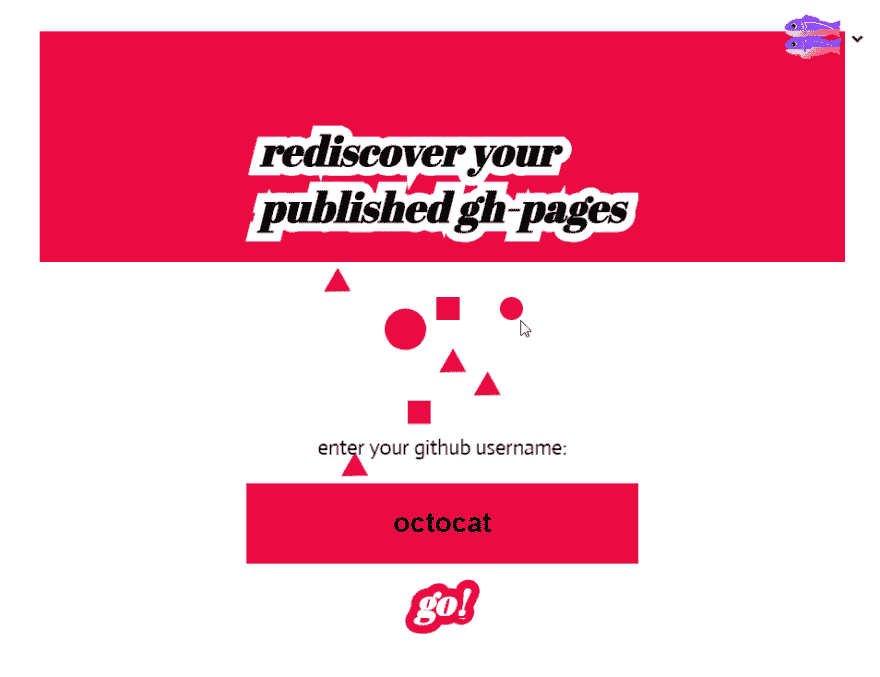 rediscover your
published gh-pages
enter your github username:
octocat
go!